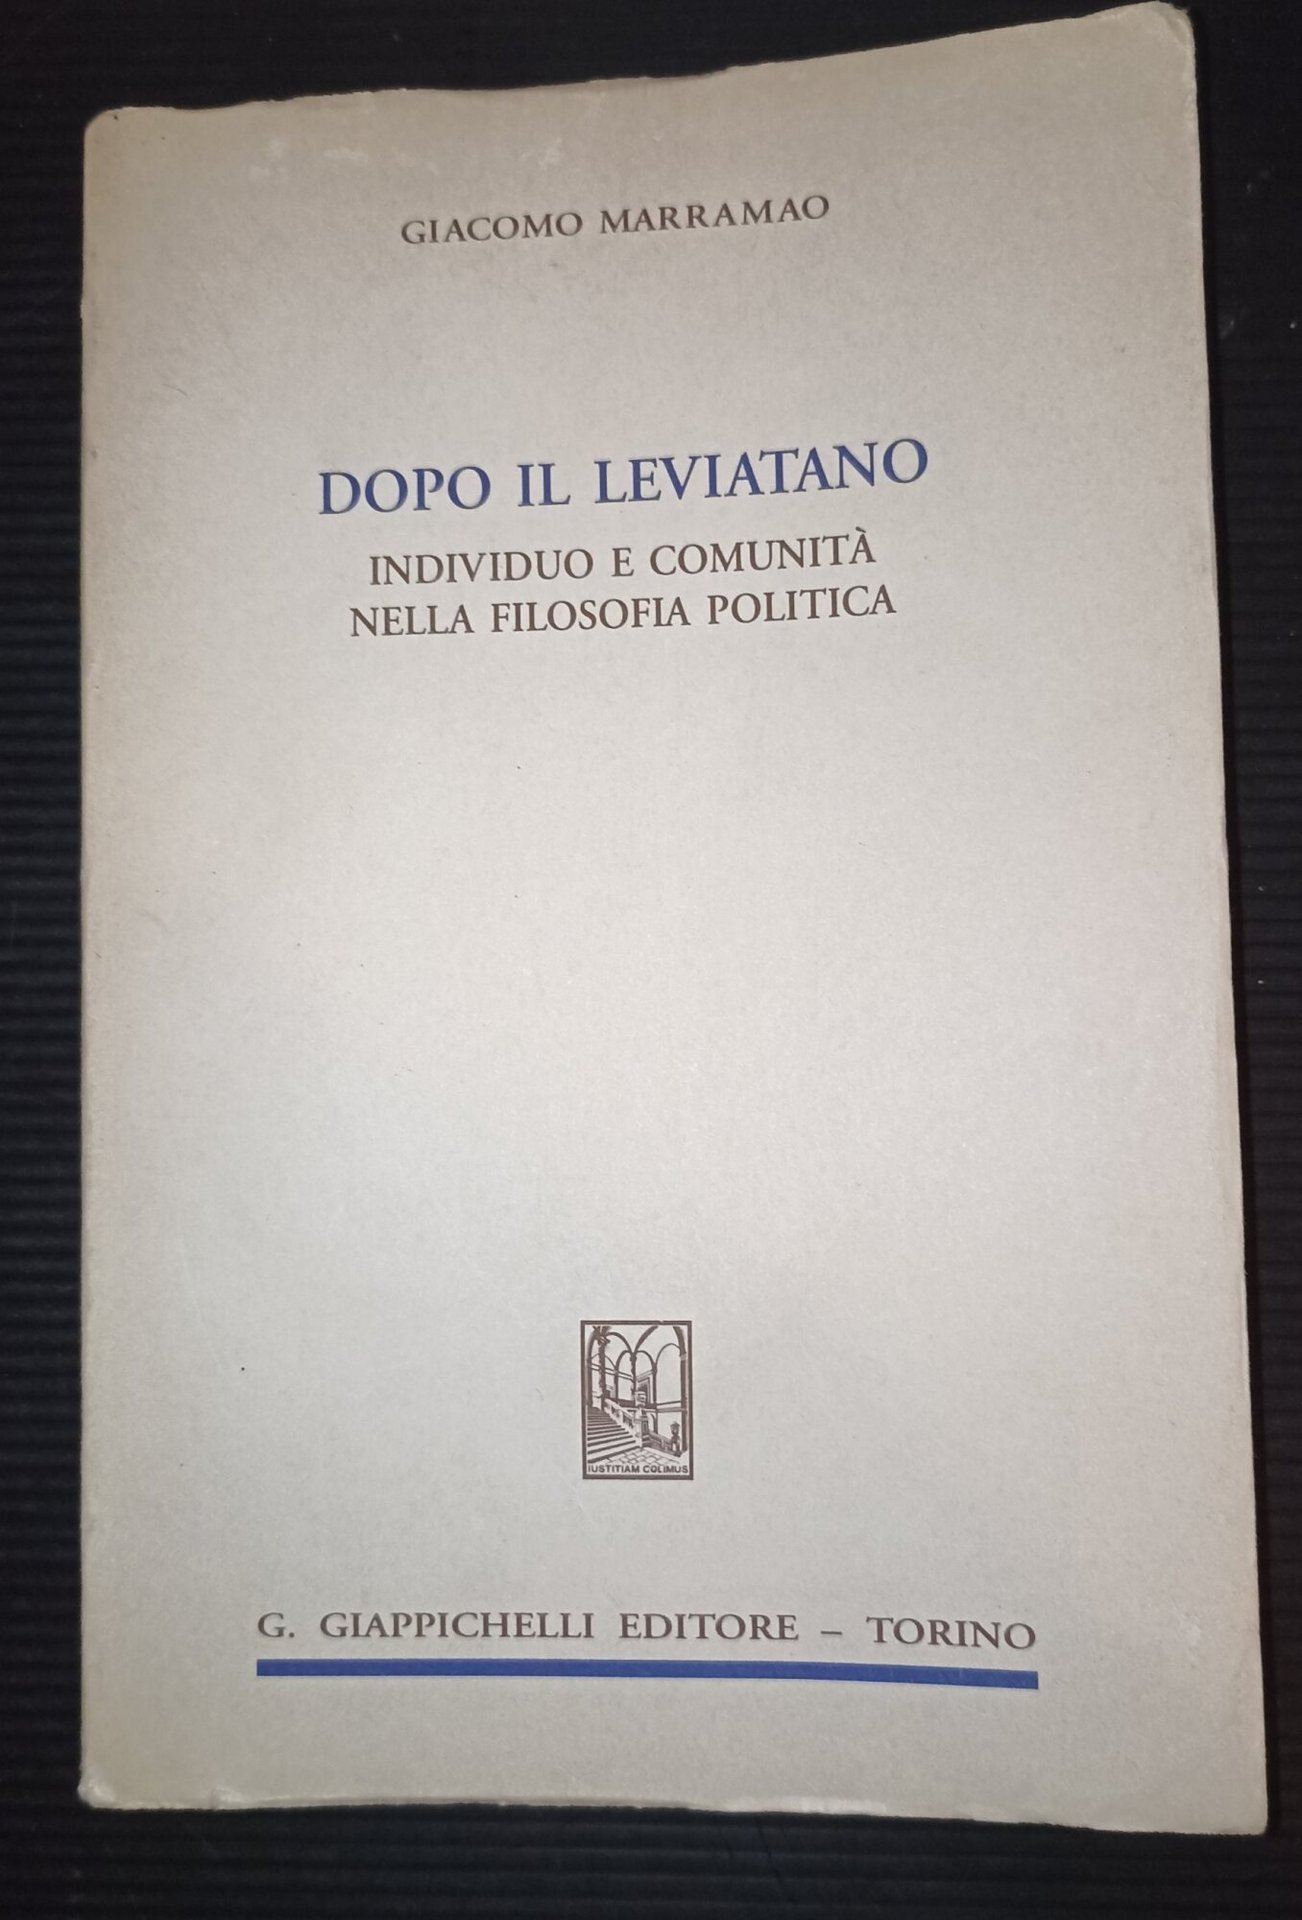 GIACOMO MARRAMAO
DOPO IL LEVIATANO
INDIVIDUO E COMUNITÀ
NELLA FILOSOFIA POLITICA
IUSTITIAM COLIMUS
G. GIAPPICHELLI EDITORE – TORINO